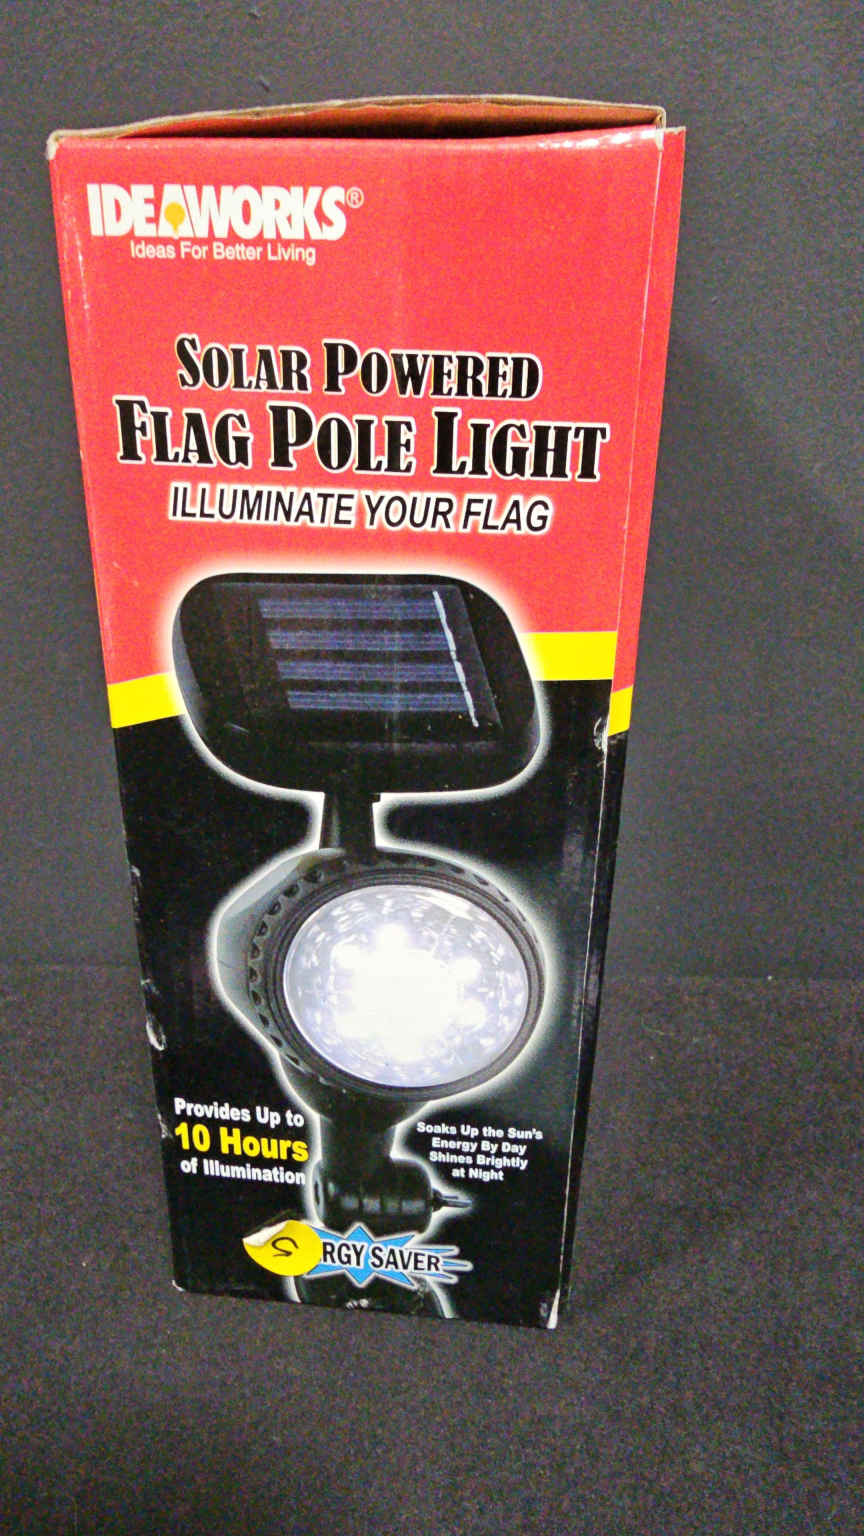 IDEAWORKS®
Ideas For Better Living
SOLAR POWERED
FLAG POLE LIGHT
ILLUMINATE YOUR FLAG
Provides Up to
10 Hours
of Illumination
Soaks Up the Sun's
Energy By Day
Shines Brightly
at Night
RGY SAVER